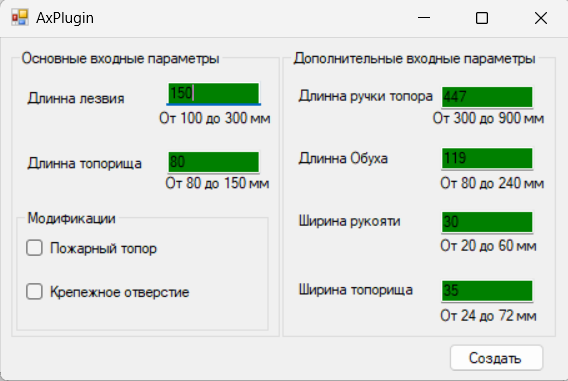 AxPlugin
Основные входные параметры
Длинна лезвия
150
От 100 до 300 мм
Длинна топорища
80
От 80 до 150 мм
Модификации
Пожарный топор
Крепежное отверстие
Дополнительные входные параметры
Длинна ручки топора
447
От 300 до 900 мм
Длинна Обуха
119
От 80 до 240 мм
Ширина рукояти
30
От 20 до 60 мм
Ширина топорища
35
От 24 до 72 мм
Создать